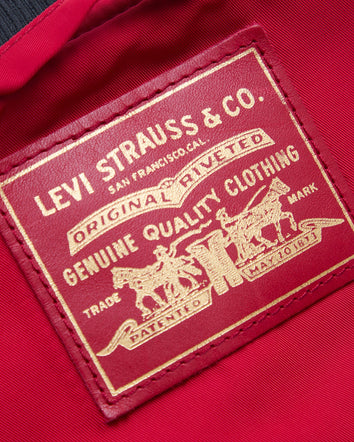 LEVI STRAUSS & CO.
SAN FRANCISCO, CAL.
ORIGINAL RIVETED
GENUINE QUALITY CLOTHING
TRADE MARK
PATENTED MAY 20 1873